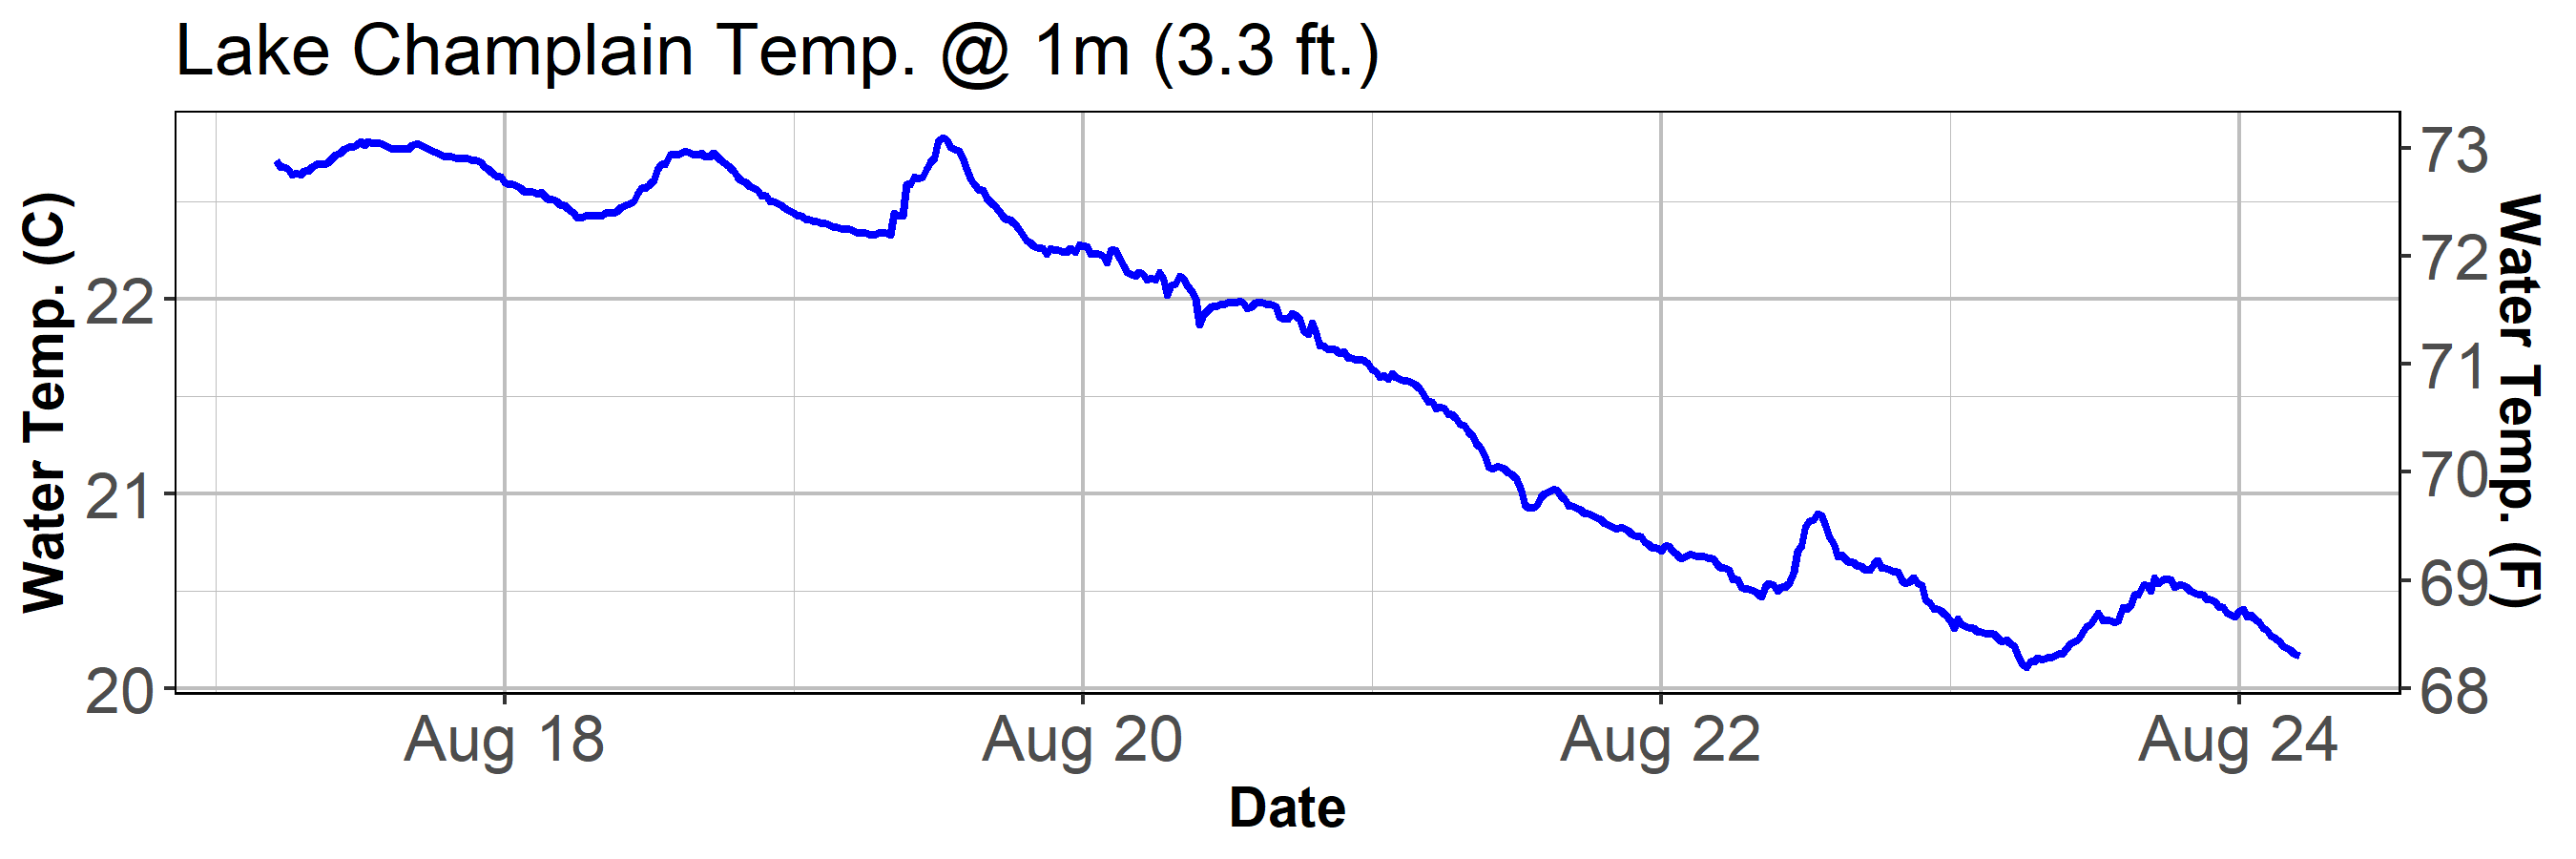 Lake Champlain Temp. @ 1m (3.3 ft.)
Water Temp. (C)
22
21
20
73
72
71
70
69
68
Water Temp. (F)
Aug 18 Aug 20 Aug 22 Aug 24
Date